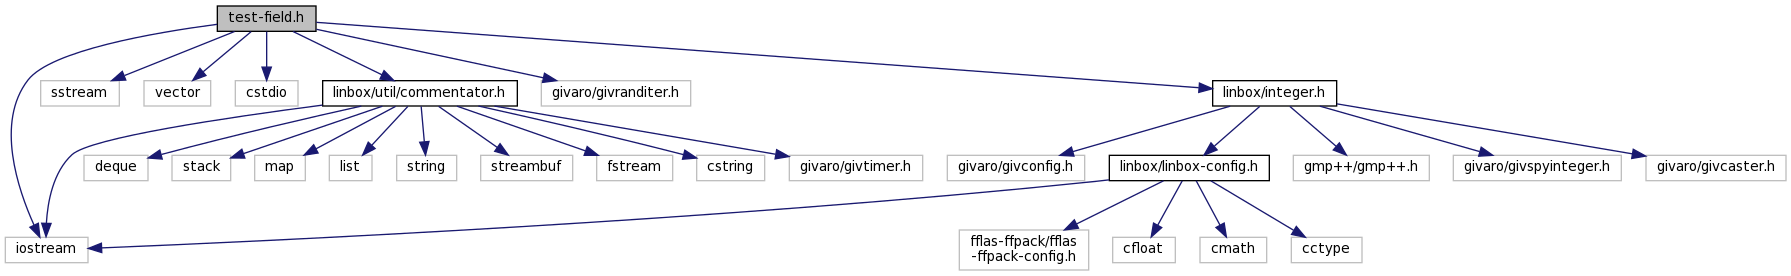 test-field.h
sstream
vector
cstdio
linbox/util/commentator.h
givaro/givranditer.h
linbox/integer.h
deque
stack
map
list
string
streambuf
fstream
cstring
givaro/givtimer.h
givaro/givconfig.h
linbox/linbox-config.h
gmp++/gmp++.h
givaro/givspyinteger.h
givaro/givcaster.h
iostream
fflas-ffpack/fflas
-ffpack-config.h
cfloat
cmath
cctype